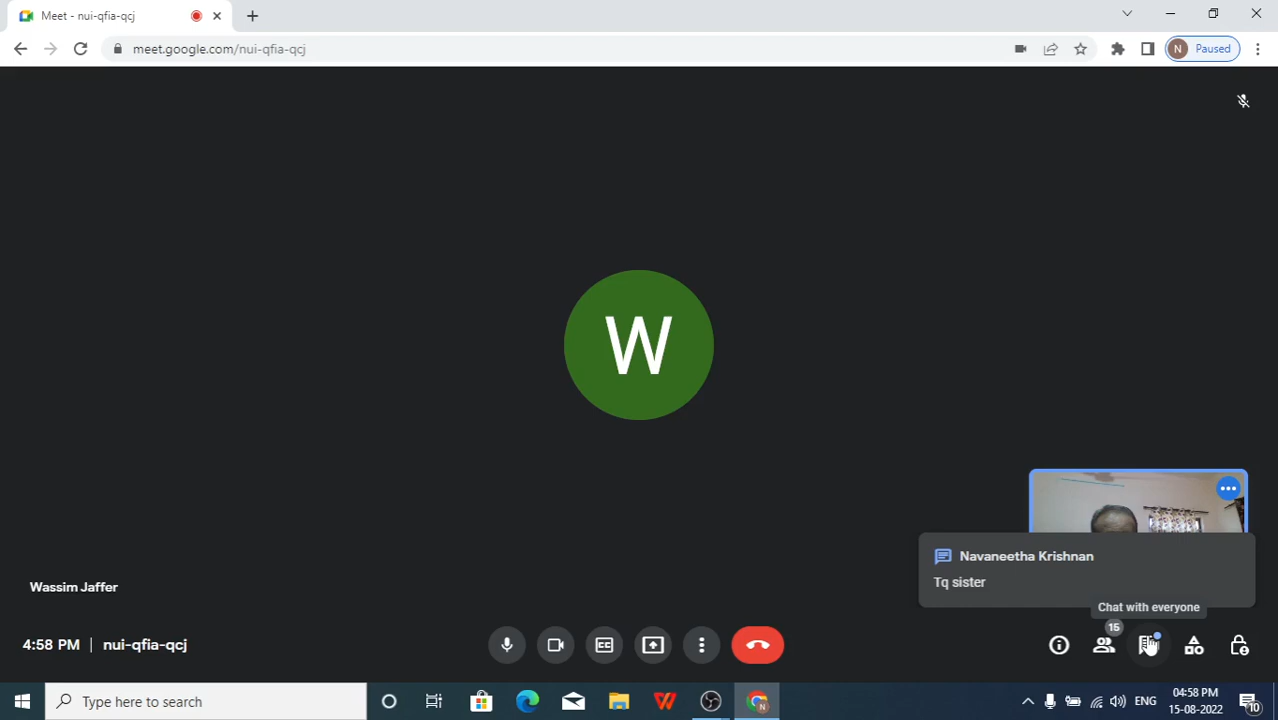 Meet - nui-qfia-qcj
meet.google.com/nui-qfia-qcj
N Paused
W
Navaneetha Krishnan
Tq sister
Wassim Jaffer
Chat with everyone
15
4:58 PM | nui-qfia-qcj
CC
Type here to search
W
N
ENG
04:58 PM
15-08-2022
10